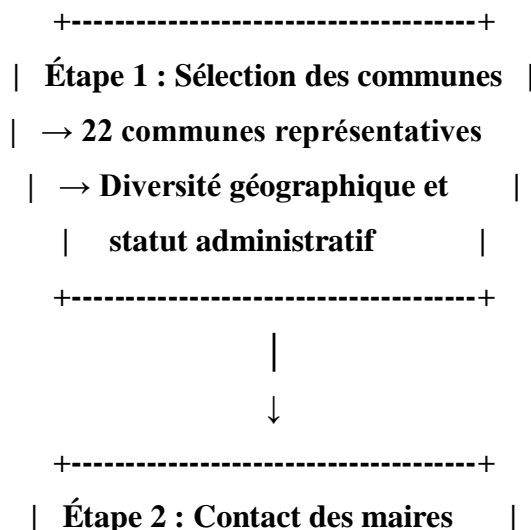 +--------------------------------------+
| Étape 1 : Sélection des communes |
| → 22 communes représentatives
| → Diversité géographique et |
| statut administratif |
+--------------------------------------+
|
↓
+--------------------------------------+
| Étape 2 : Contact des maires |